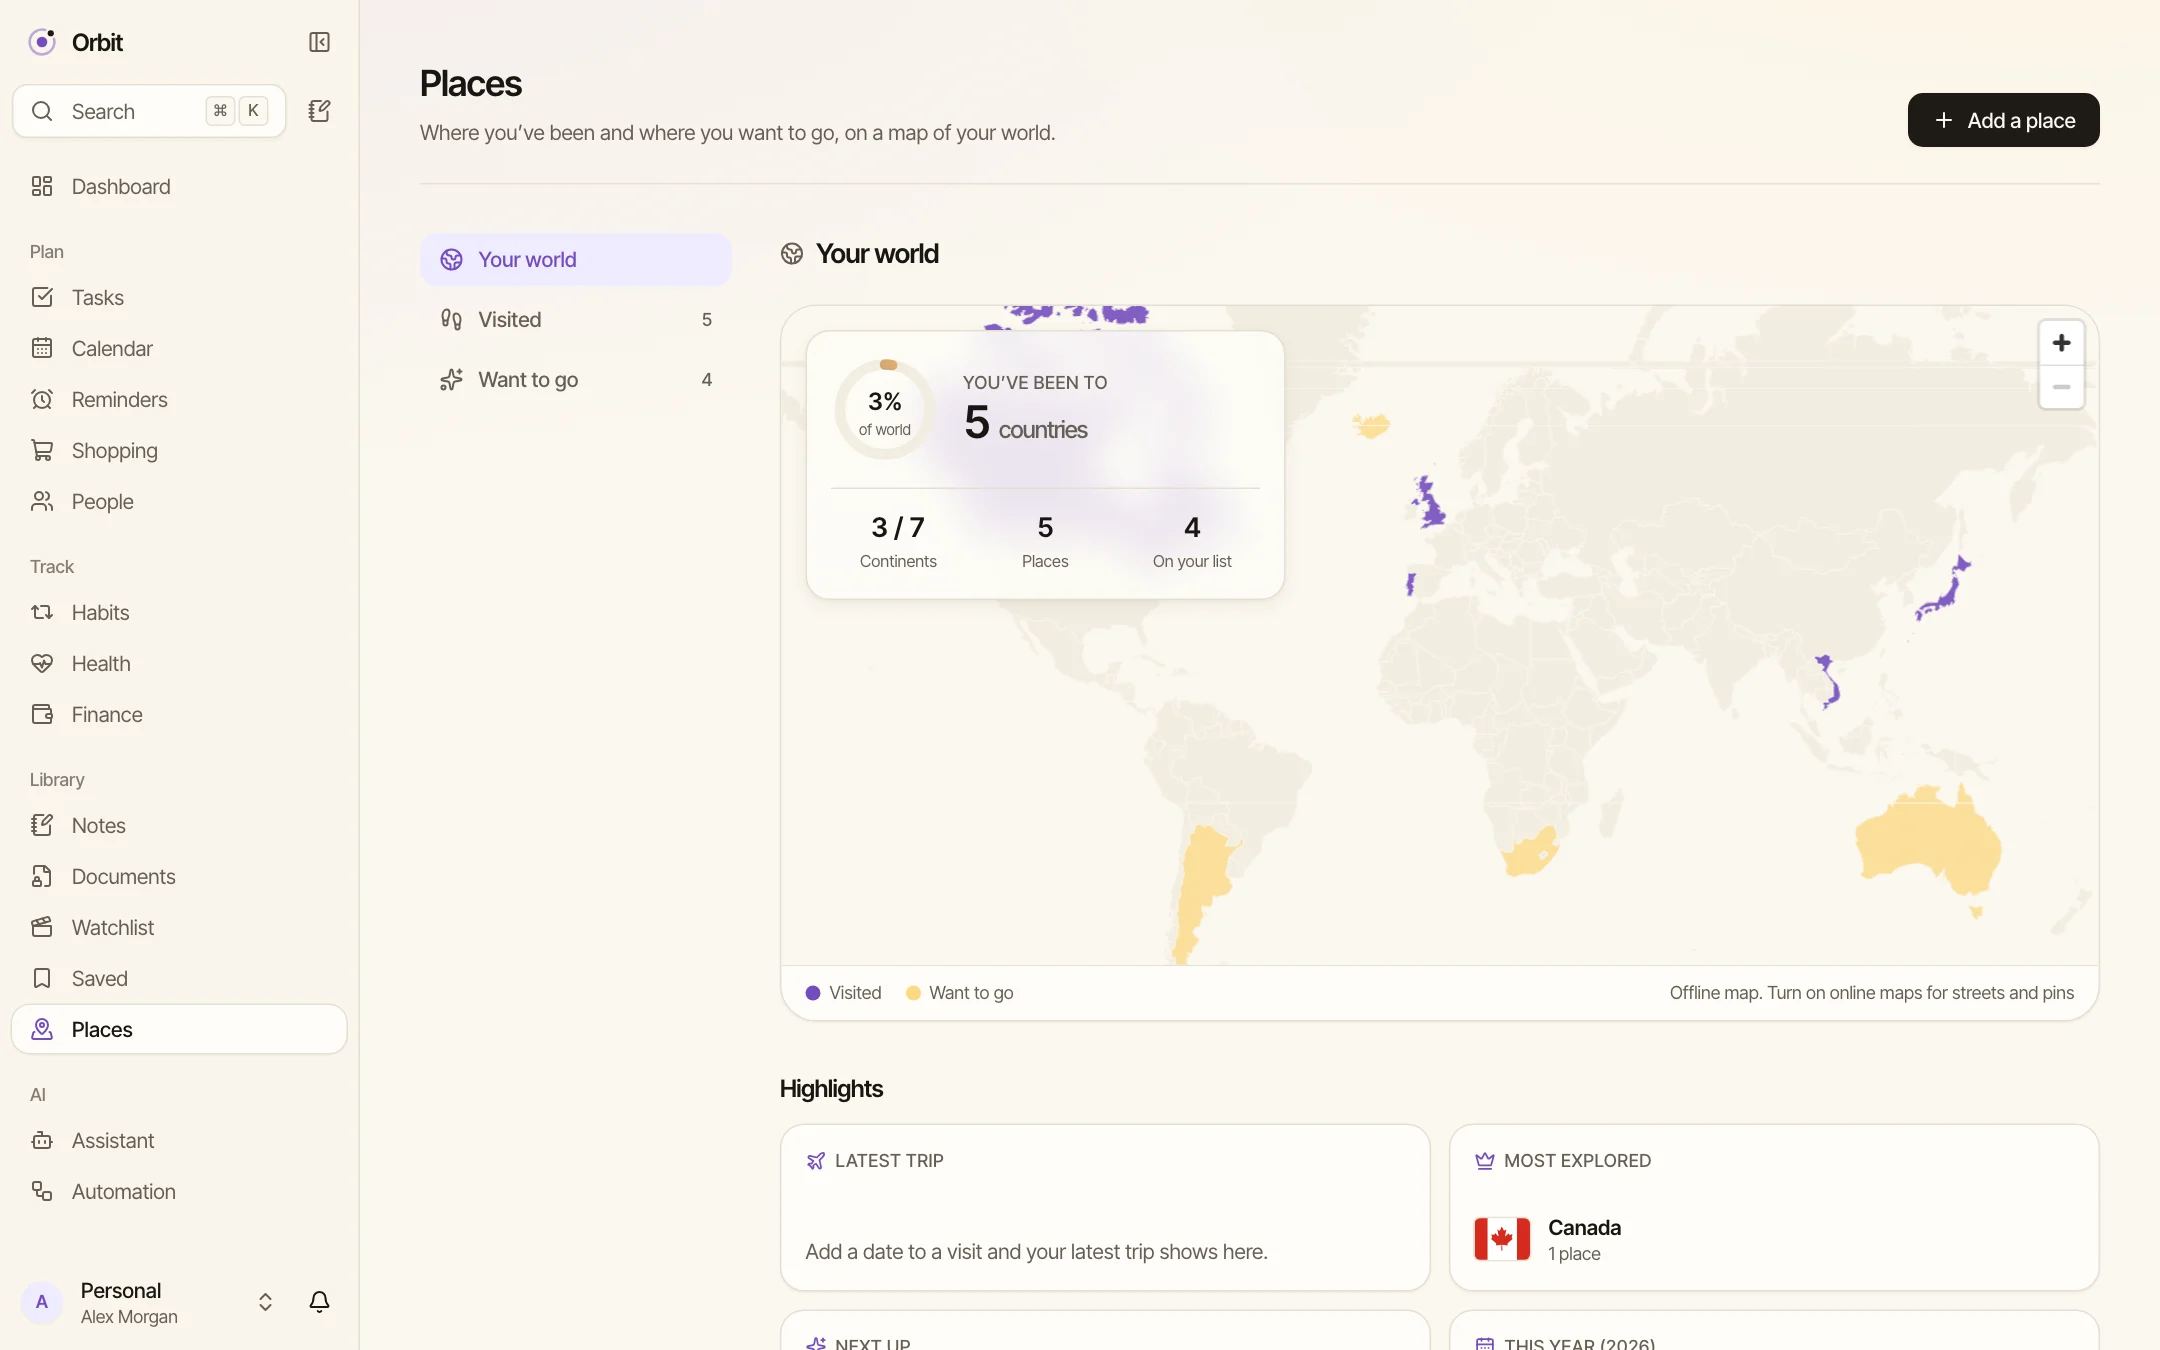 Orbit
Search ⌘ K
Dashboard
Plan
Tasks
Calendar
Reminders
Shopping
People
Track
Habits
Health
Finance
Library
Notes
Documents
Watchlist
Saved
Places
AI
Assistant
Automation
A
Personal
Alex Morgan
Places
Where you’ve been and where you want to go, on a map of your world.
Add a place
Your world
Visited 5
Want to go 4
Your world
3%
of world
YOU’VE BEEN TO
5 countries
3 / 7
Continents
5
Places
4
On your list
Visited
Want to go
Offline map. Turn on online maps for streets and pins
Highlights
LATEST TRIP
Add a date to a visit and your latest trip shows here.
MOST EXPLORED
Canada
1 place
NEXT UP
THIS YEAR (2026)